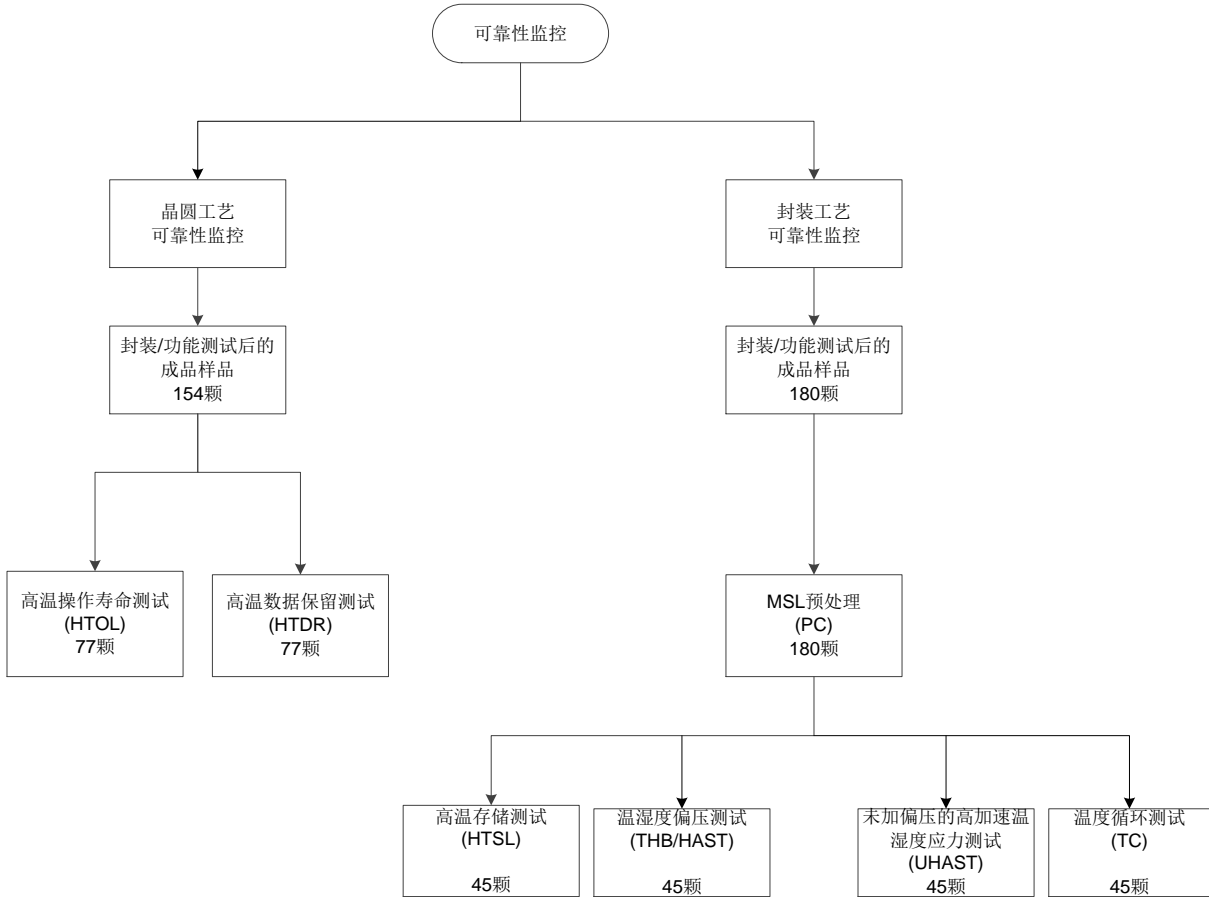 可靠性监控
晶圆工艺
可靠性监控
封装工艺
可靠性监控
封装/功能测试后的
成品样品
154颗
封装/功能测试后的
成品样品
180颗
高温操作寿命测试
(HTOL)
77颗
高温数据保留测试
(HTDR)
77颗
MSL预处理
(PC)
180颗
高温存储测试
(HTSL)
45颗
温湿度偏压测试
(THB/HAST)
45颗
未加偏压的高加速温
湿度应力测试
(UHAST)
45颗
温度循环测试
(TC)
45颗